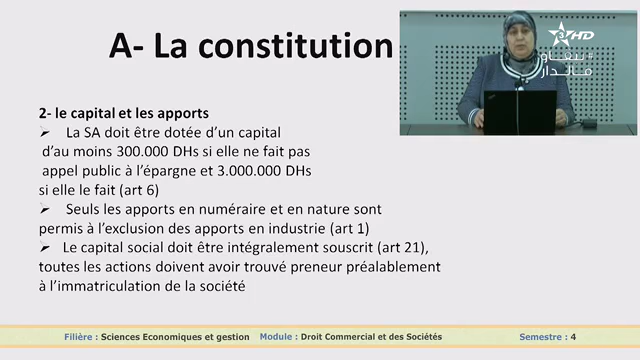 A- La constitution
2- le capital et les apports
➢ La SA doit être dotée d’un capital
d’au moins 300.000 DHs si elle ne fait pas
appel public à l’épargne et 3.000.000 DHs
si elle le fait (art 6)
➢ Seuls les apports en numéraire et en nature sont
permis à l’exclusion des apports en industrie (art 1)
➢ Le capital social doit être intégralement souscrit (art 21),
toutes les actions doivent avoir trouvé preneur préalablement
à l’immatriculation de la société
3 HD
#نبقاو
فالدار
Filière : Sciences Economiques et gestion Module : Droit Commercial et des Sociétés Semestre : 4